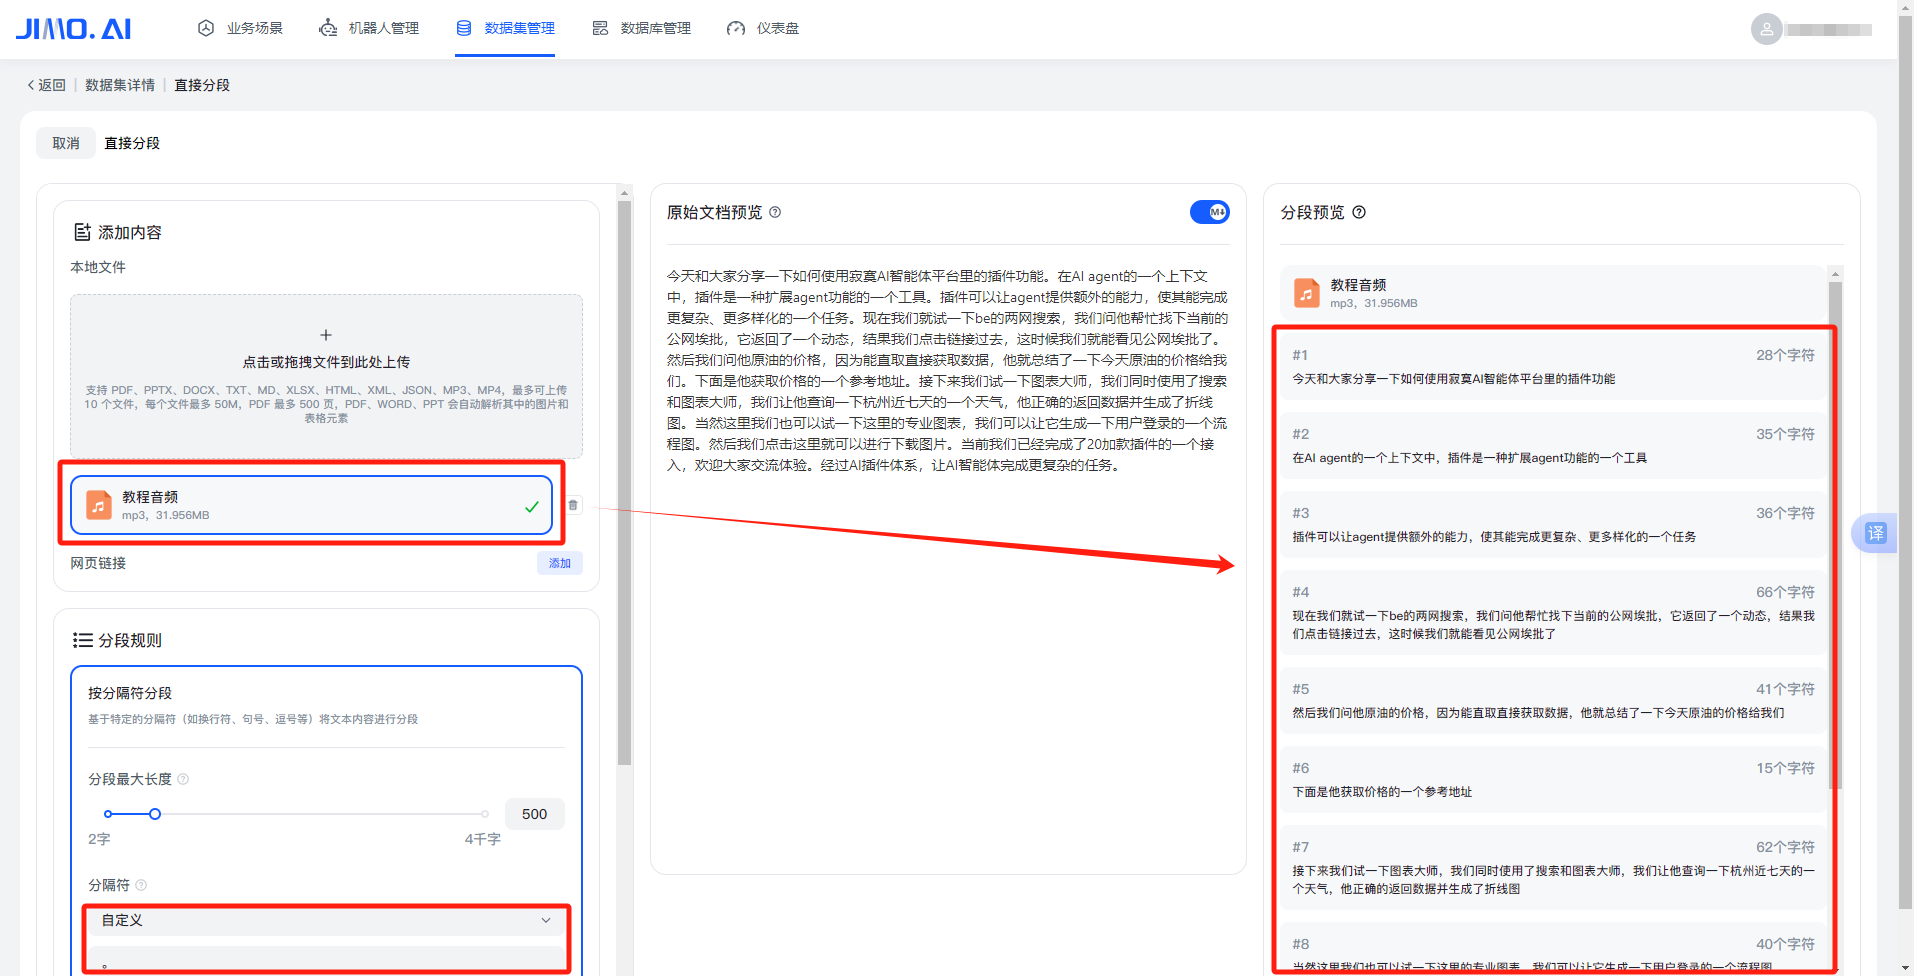 JIMO.AI
业务场景
机器人管理
数据集管理
数据库管理
仪表盘
返回
数据集详情
直接分段
取消
直接分段
添加内容
本地文件
点击或拖拽文件到此处上传
支持 PDF、PPTX、DOCX、TXT、MD、XLSX、HTML、XML、JSON、MP3、MP4，最多可上传
10 个文件，每个文件最多 50M，PDF 最多 500 页，PDF、WORD、PPT 会自动解析其中的图片和
表格元素
教程音频
mp3，31.956MB
网页链接
添加
分段规则
按分隔符分段
基于特定的分隔符（如换行符、句号、逗号等）将文本内容进行分段
分段最大长度
500
2字
4千字
分隔符
自定义
。
原始文档预览
M
今天和大家分享一下如何使用寂寞AI智能体平台里的插件功能。在AI agent的一个上下文
中，插件是一种扩展agent功能的一个工具。插件可以让agent提供额外的能力，使其能完成
更复杂、更多样化的一个任务。现在我们就试一下be的两网搜索，我们问他帮忙找下当前的
公网埃批，它返回了一个动态，结果我们点击链接过去，这时候我们就能看见公网埃批了。
然后我们问他原油的价格，因为能直取直接获取数据，他就总结了一下今天原油的价格给我
们。下面是他获取价格的一个参考地址。接下来我们试一下图表大师，我们同时使用了搜索
和图表大师，我们让他查询一下杭州近七天的一个天气，他正确的返回数据并生成了折线
图。当然这里我们也可以试一下这里的专业图表，我们可以让它生成一下用户登录的一个流
程图。然后我们点击这里就可以进行下载图片。当前我们已经完成了20加款插件的一个接
入，欢迎大家交流体验。经过AI插件体系，让AI智能体完成更复杂的任务。
分段预览
教程音频
mp3，31.956MB
#1
28个字符
今天和大家分享一下如何使用寂寞AI智能体平台里的插件功能
#2
35个字符
在AI agent的一个上下文中，插件是一种扩展agent功能的一个工具
#3
36个字符
插件可以让agent提供额外的能力，使其能完成更复杂、更多样化的一个任务
#4
66个字符
现在我们就试一下be的两网搜索，我们问他帮忙找下当前的公网埃批，它返回了一个动态，结果我
们点击链接过去，这时候我们就能看见公网埃批了
#5
41个字符
然后我们问他原油的价格，因为能直取直接获取数据，他就总结了一下今天原油的价格给我们
#6
15个字符
下面是他获取价格的一个参考地址
#7
62个字符
接下来我们试一下图表大师，我们同时使用了搜索和图表大师，我们让他查询一下杭州近七天的一
个天气，他正确的返回数据并生成了折线图
#8
40个字符
当然这里我们也可以试一下这里的专业图表，我们可以让它生成一下用户登录的一个流程图
译